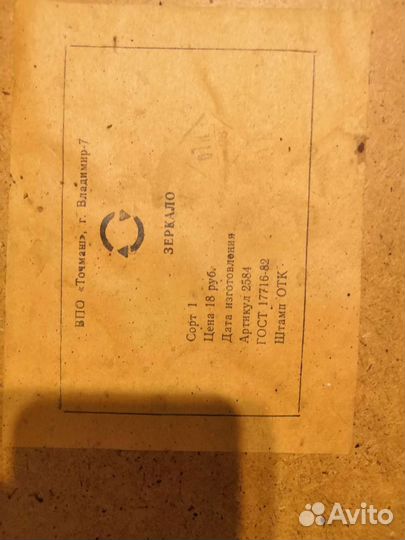 ВПО «Точмаш», г. Владимир-7
ЗЕРКАЛО
Сорт 1
Цена 18 руб.
Дата изготовления
Артикул 2584
ГОСТ 17716-82
Штамп ОТК
Avito